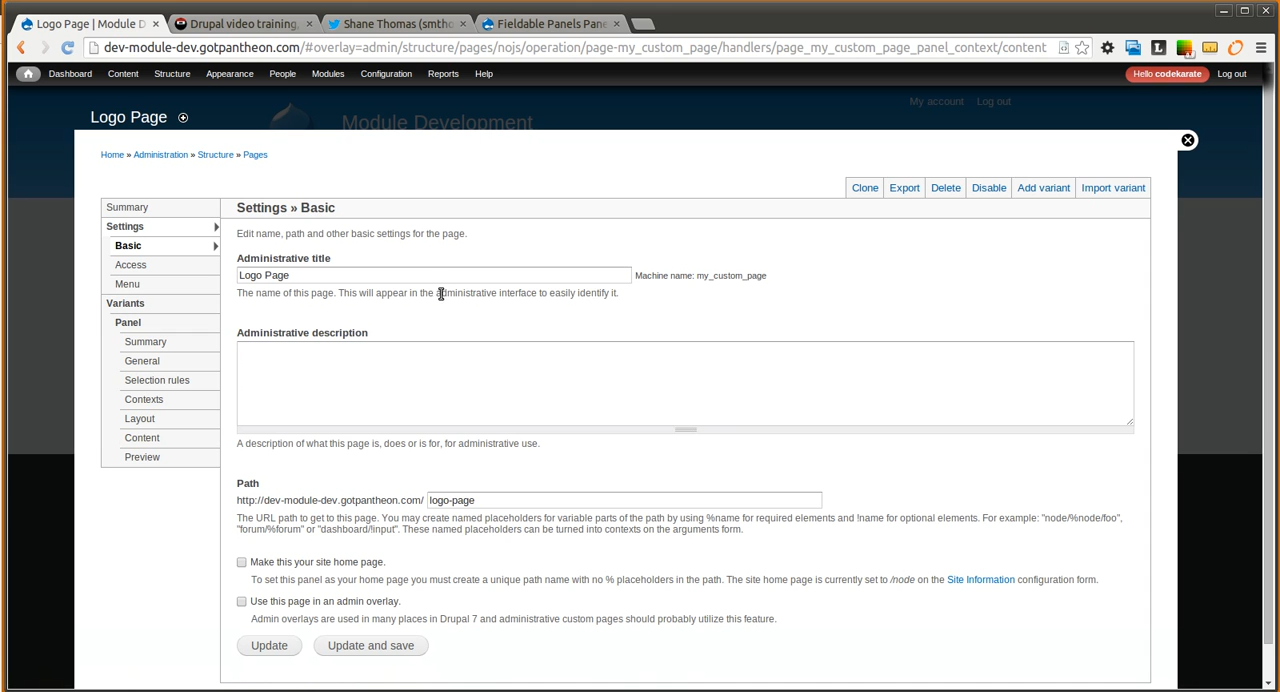 Logo Page | Module D
Drupal video training,
Shane Thomas (smtho
Fieldable Panels Pane
dev-module-dev.gotpantheon.com/#overlay=admin/structure/pages/nojs/operation/page-my_custom_page/handlers/page_my_custom_page_panel_context/content
Dashboard Content Structure Appearance People Modules Configuration Reports Help
Hello codekarate Log out
My account Log out
Logo Page
Module Development
Home » Administration » Structure » Pages
Clone Export Delete Disable Add variant Import variant
Summary
Settings
Basic
Access
Menu
Variants
Panel
Summary
General
Selection rules
Contexts
Layout
Content
Preview
Settings » Basic
Edit name, path and other basic settings for the page.
Administrative title
Logo Page
Machine name: my_custom_page
The name of this page. This will appear in the administrative interface to easily identify it.
Administrative description
A description of what this page is, does or is for, for administrative use.
Path
http://dev-module-dev.gotpantheon.com/ logo-page
The URL path to get to this page. You may create named placeholders for variable parts of the path by using %name for required elements and !name for optional elements. For example: "node/%node/foo",
"forum/%forum" or "dashboard/!input". These named placeholders can be turned into contexts on the arguments form.
Make this your site home page.
To set this panel as your home page you must create a unique path name with no % placeholders in the path. The site home page is currently set to /node on the Site Information configuration form.
Use this page in an admin overlay.
Admin overlays are used in many places in Drupal 7 and administrative custom pages should probably utilize this feature.
Update
Update and save